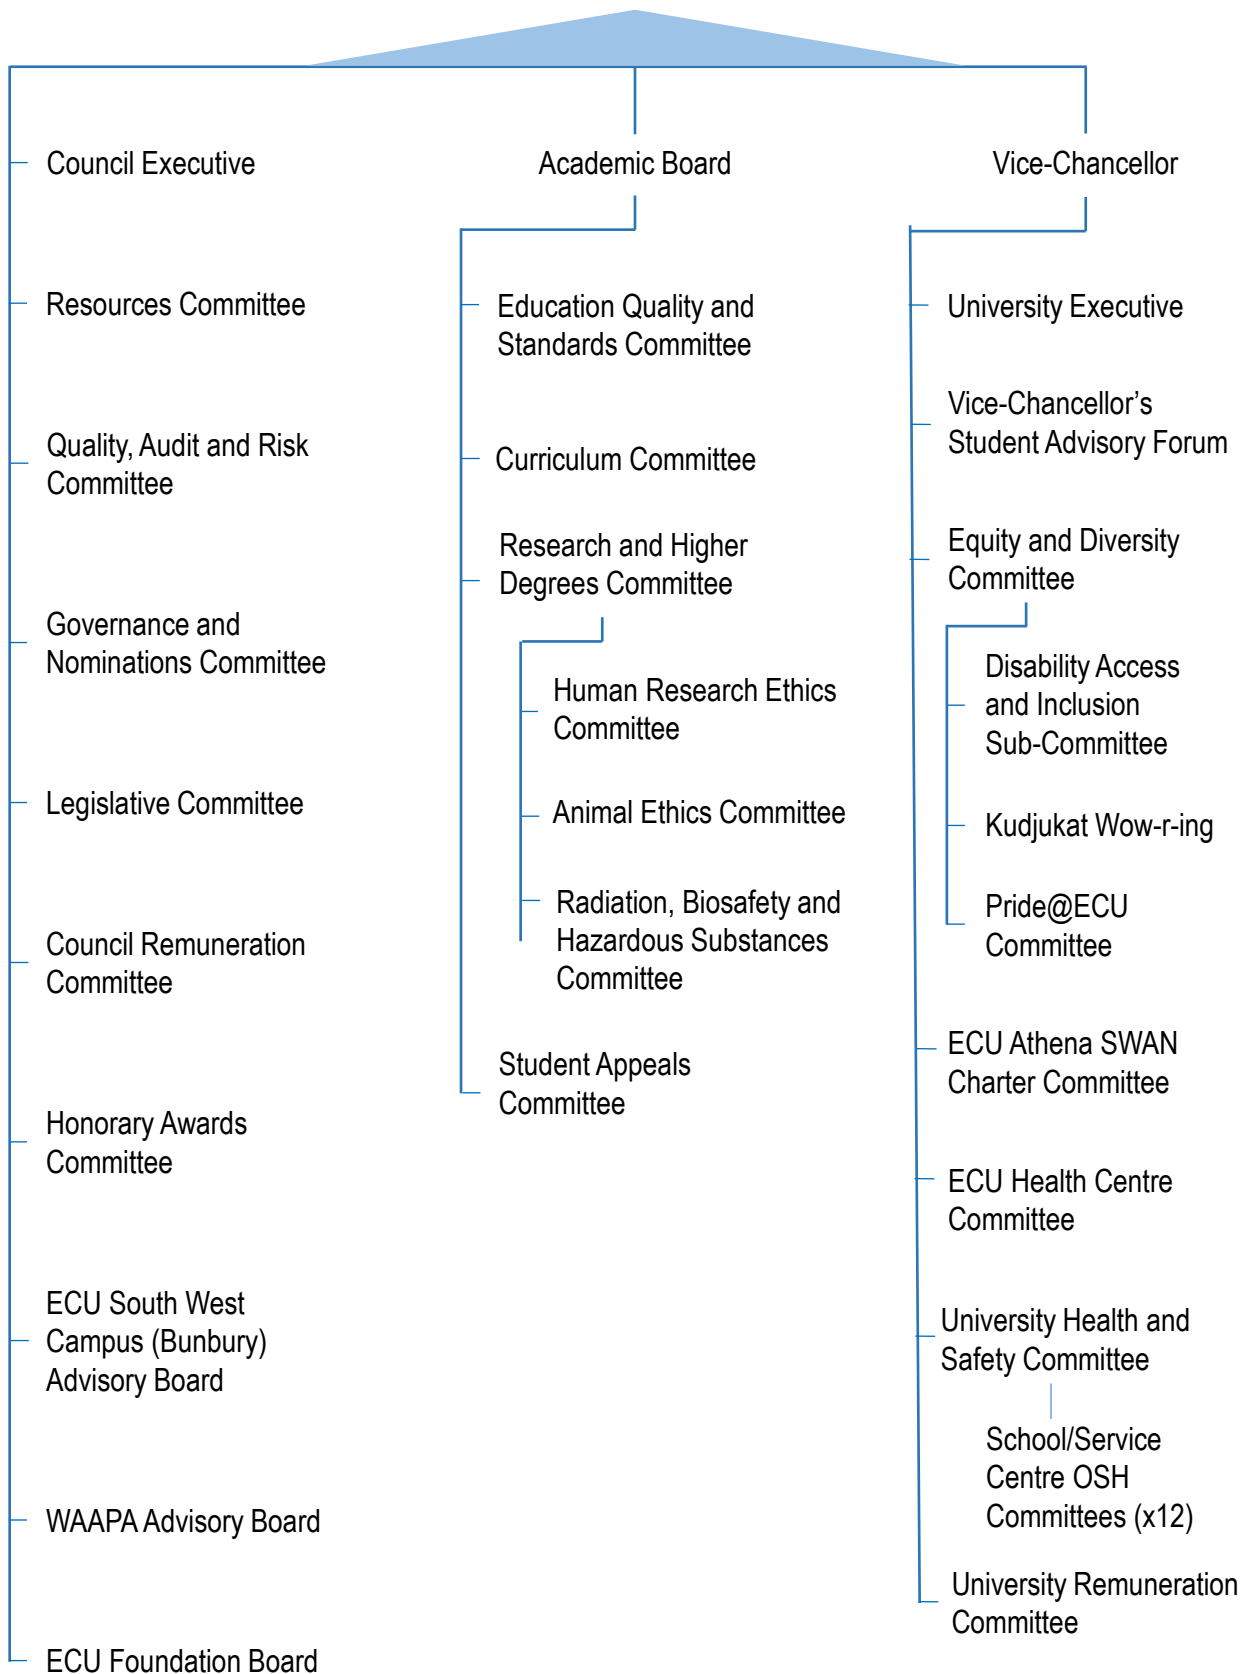 Council Executive
Resources Committee
Quality, Audit and Risk
Committee
Governance and
Nominations Committee
Legislative Committee
Council Remuneration
Committee
Honorary Awards
Committee
ECU South West
Campus (Bunbury)
Advisory Board
WAAPA Advisory Board
ECU Foundation Board
Academic Board
Education Quality and
Standards Committee
Curriculum Committee
Research and Higher
Degrees Committee
Human Research Ethics
Committee
Animal Ethics Committee
Radiation, Biosafety and
Hazardous Substances
Committee
Student Appeals
Committee
Vice-Chancellor
University Executive
Vice-Chancellor’s
Student Advisory Forum
Equity and Diversity
Committee
Disability Access
and Inclusion
Sub-Committee
Kudjukat Wow-r-ing
Pride@ECU
Committee
ECU Athena SWAN
Charter Committee
ECU Health Centre
Committee
University Health and
Safety Committee
School/Service
Centre OSH
Committees (x12)
University Remuneration
Committee